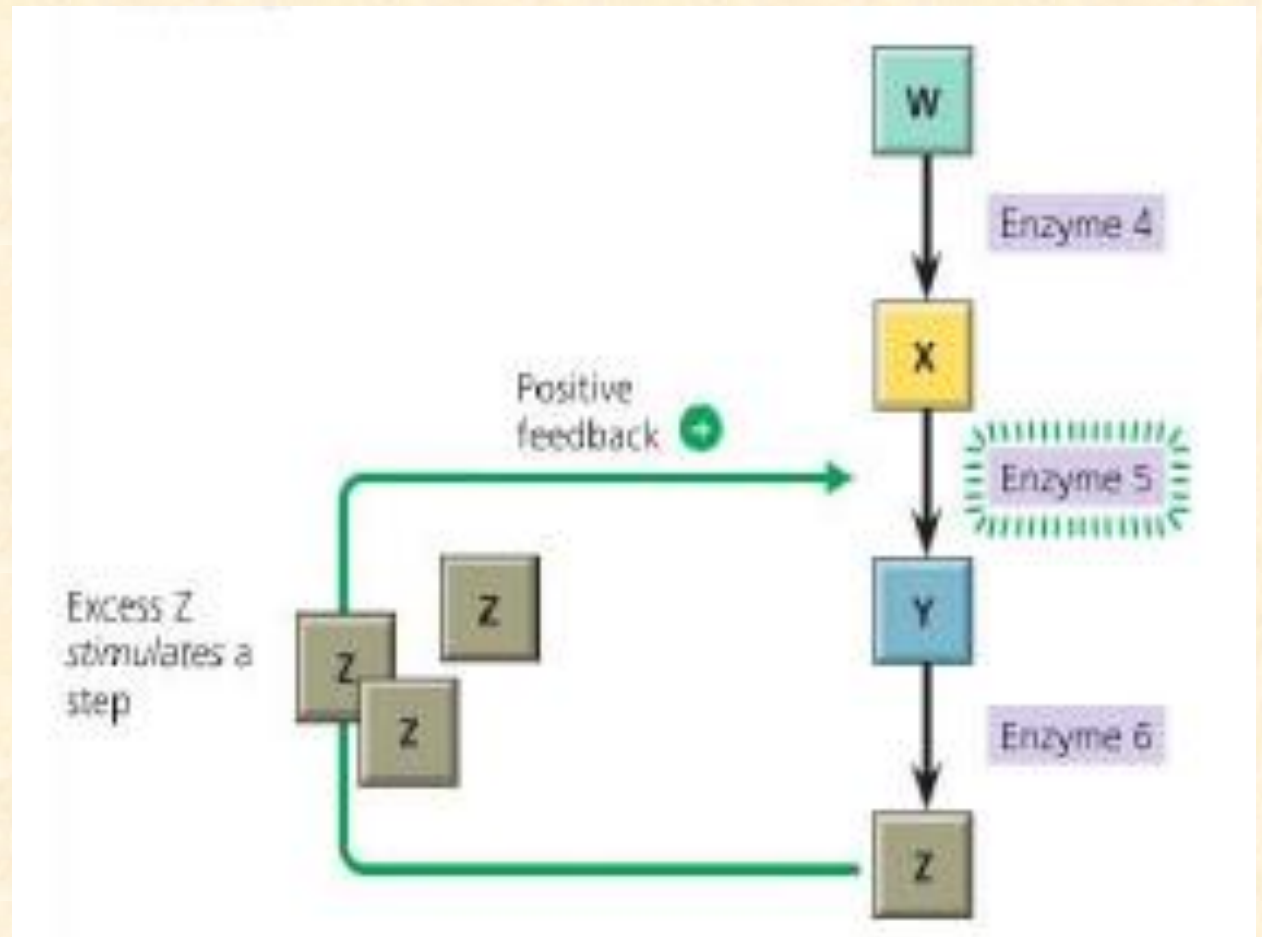 W
Enzyme 4
X
Positive
feedback +
Enzyme 5
Excess Z
stimulates a
step
Z
Z
Z
Y
Enzyme 6
Z